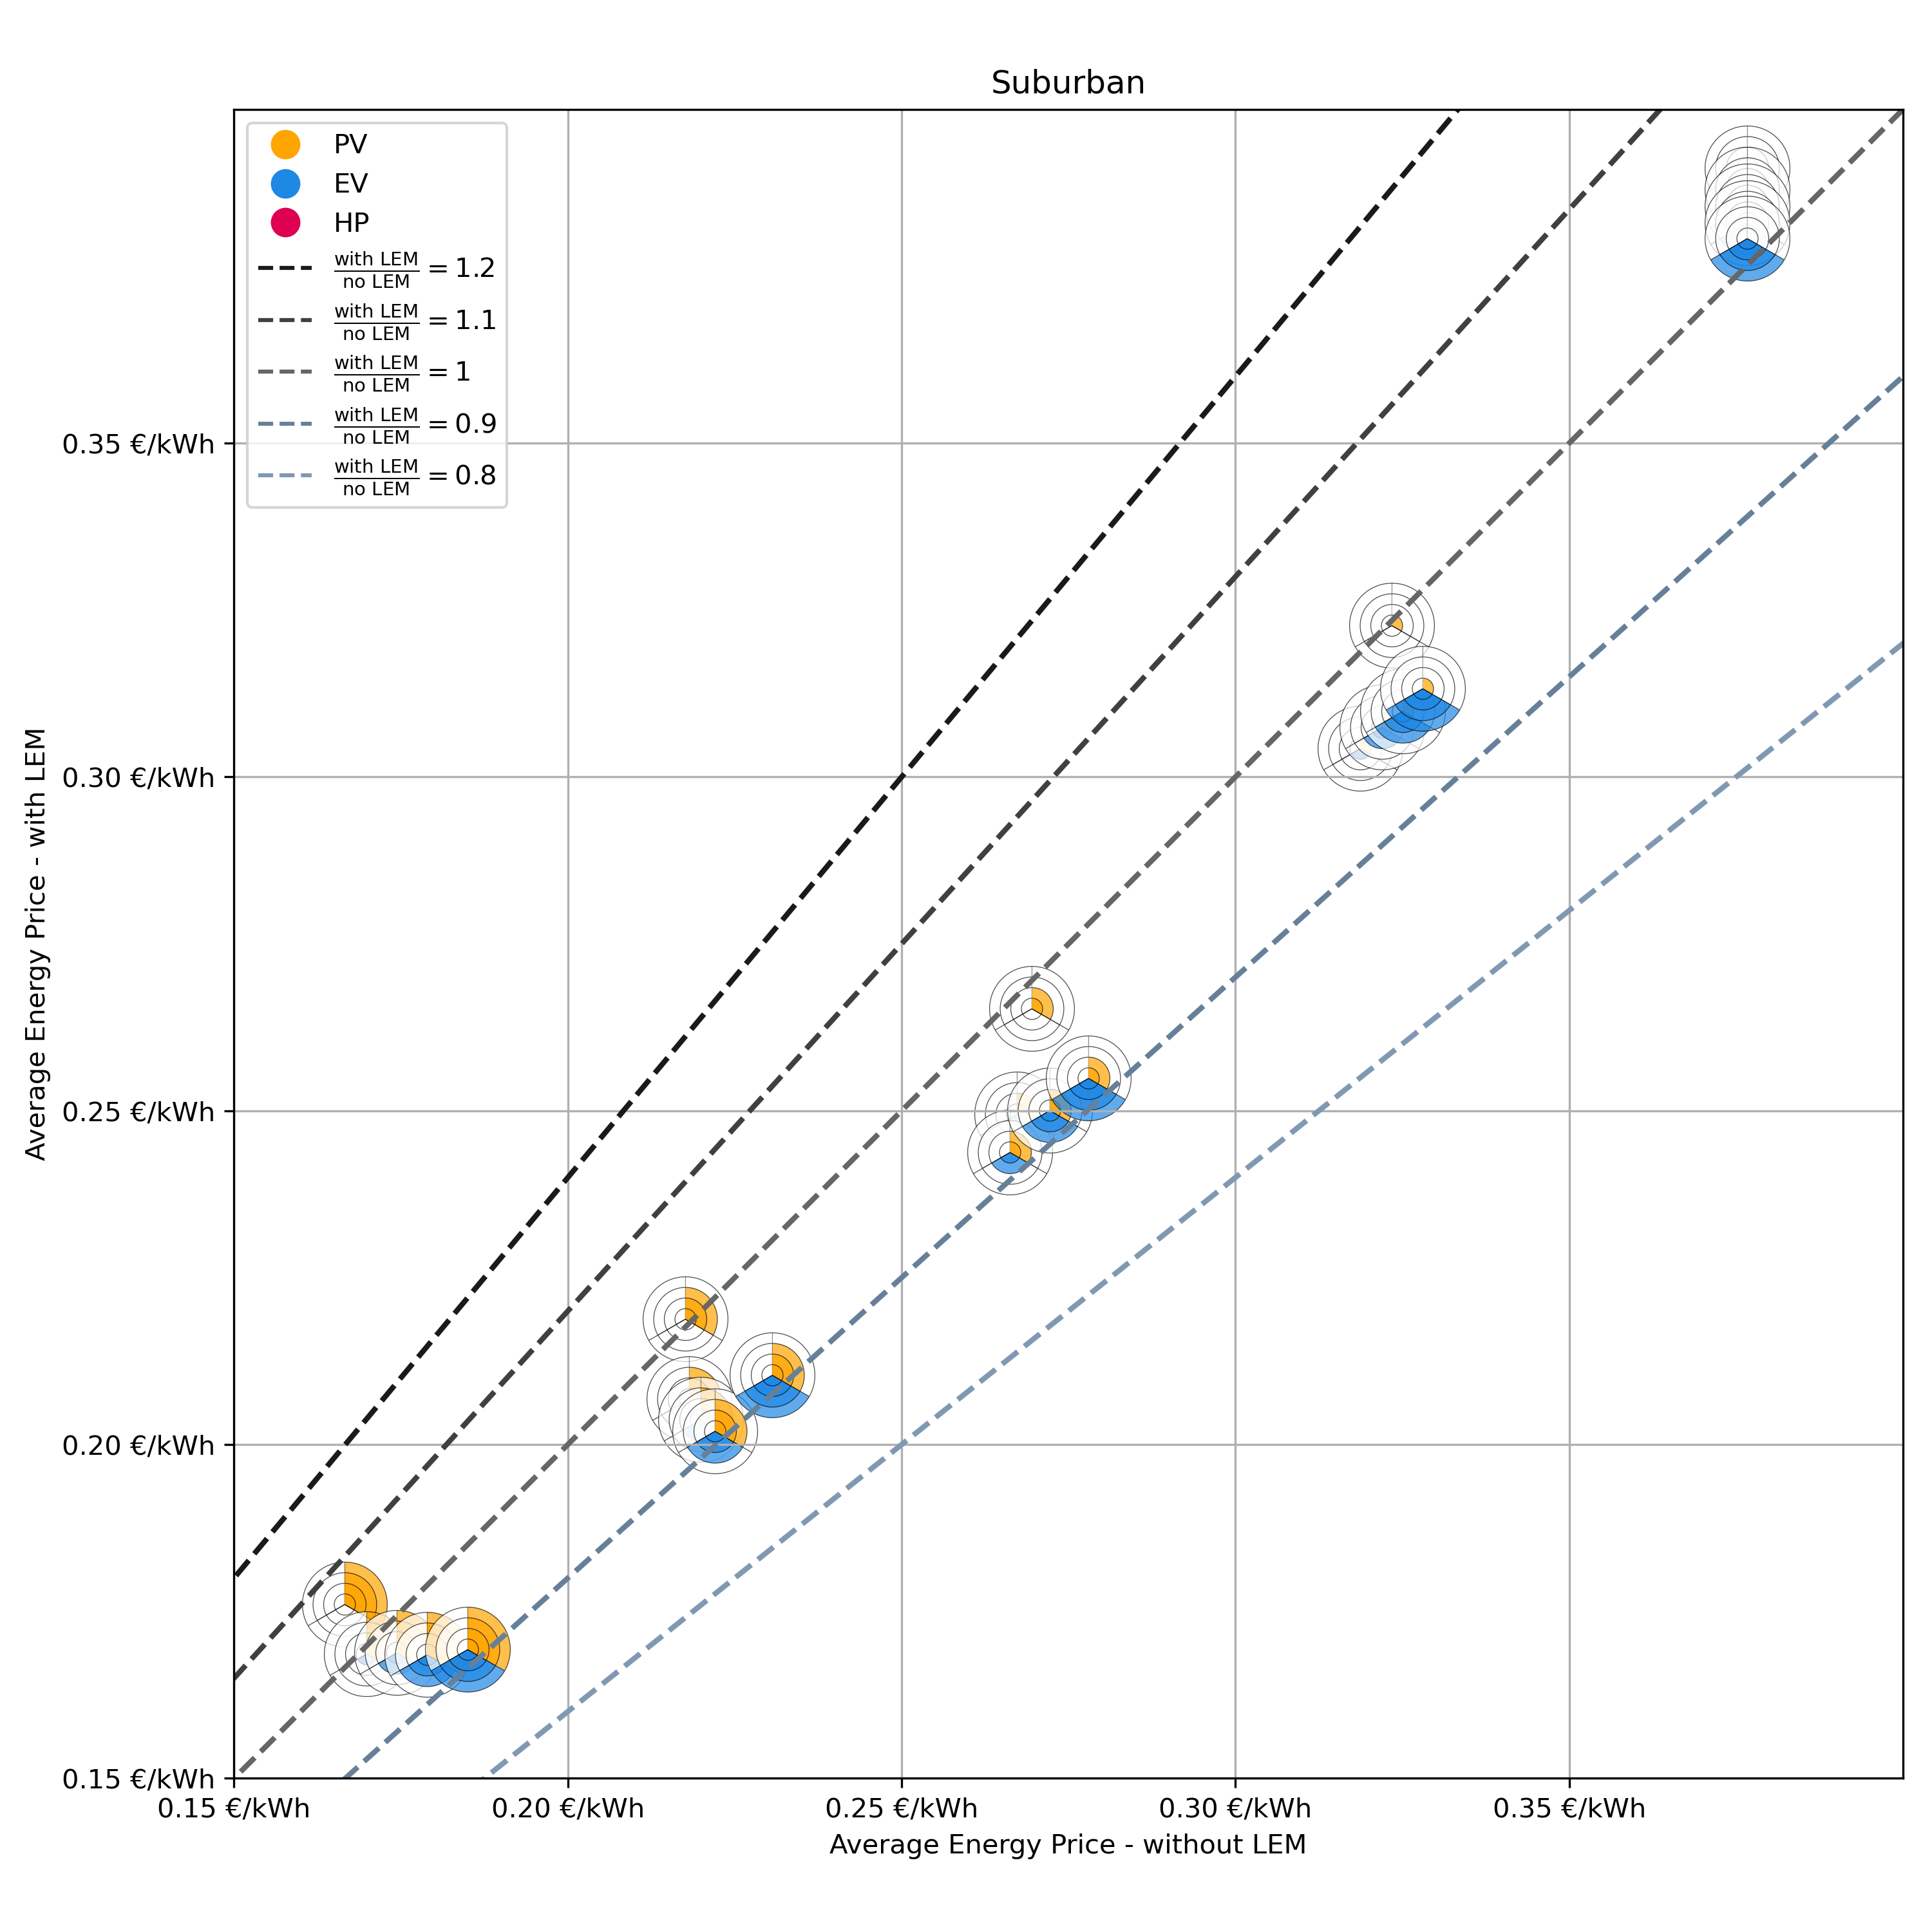 Suburban
PV
EV
HP
with LEM
no LEM = 1.2
with LEM
no LEM = 1.1
with LEM
no LEM = 1
with LEM
no LEM = 0.9
with LEM
no LEM = 0.8
Average Energy Price - with LEM
0.35 €/kWh
0.30 €/kWh
0.25 €/kWh
0.20 €/kWh
0.15 €/kWh
0.15 €/kWh 0.20 €/kWh 0.25 €/kWh 0.30 €/kWh 0.35 €/kWh
Average Energy Price - without LEM